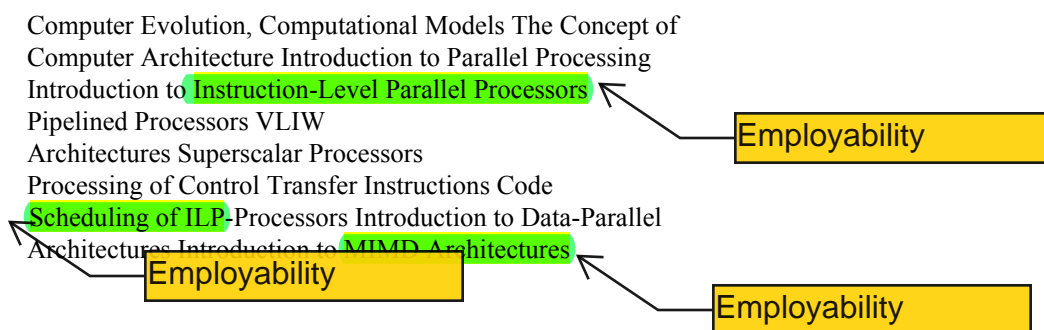 Computer Evolution, Computational Models The Concept of
Computer Architecture Introduction to Parallel Processing
Introduction to Instruction-Level Parallel Processors
Employability
Pipelined Processors VLIW
Architectures Superscalar Processors
Processing of Control Transfer Instructions Code
Scheduling of ILP-Processors Introduction to Data-Parallel
Architectures Introduction to MIMD Architectures
Employability
Employability